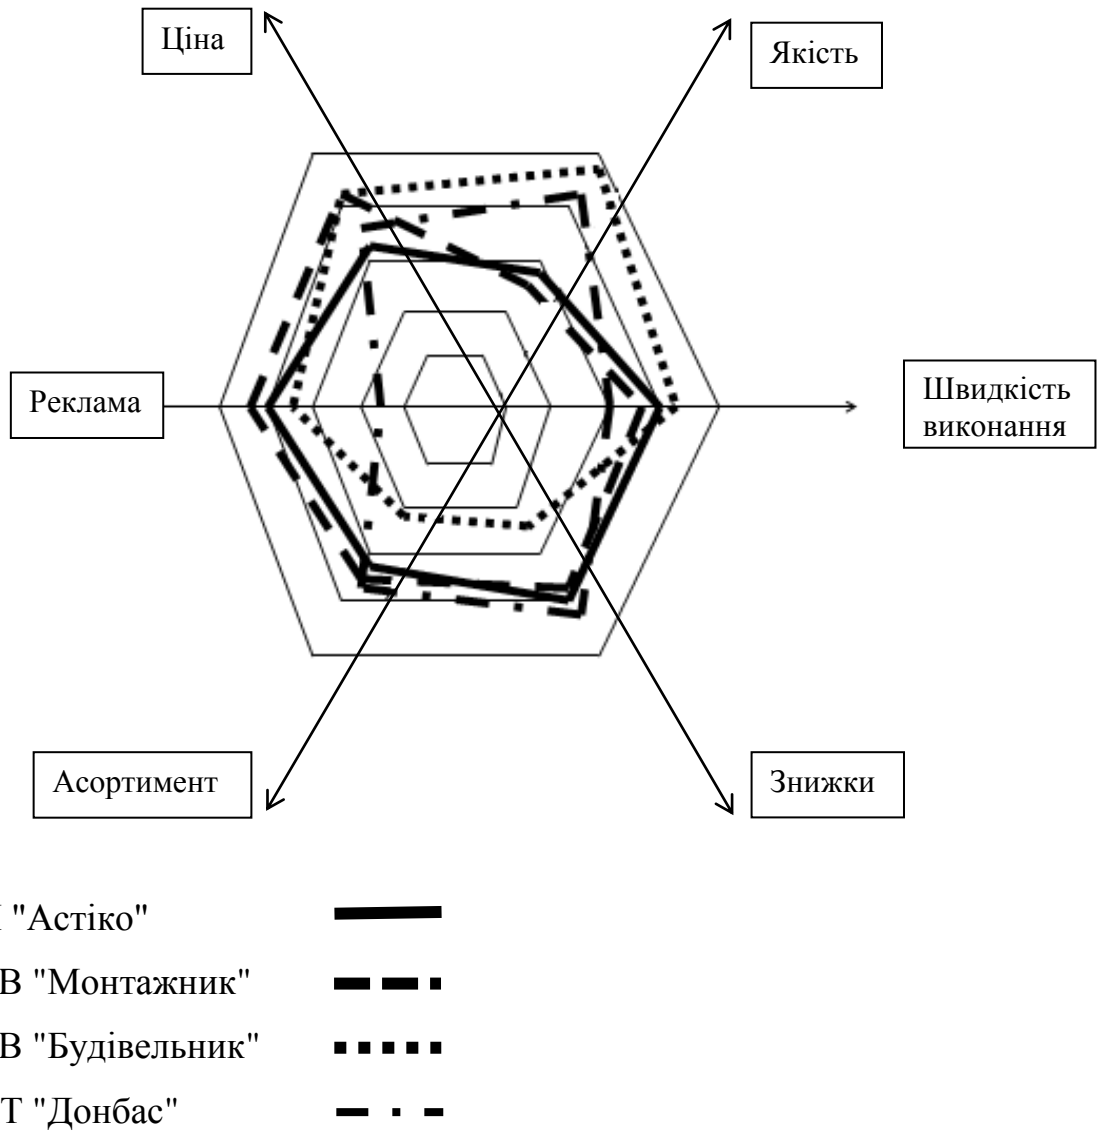 Ціна
Якість
Реклама
Швидкість
виконання
Асортимент
Знижки
"Астіко"
В "Монтажник"
В "Будівельник"
Т "Донбас"